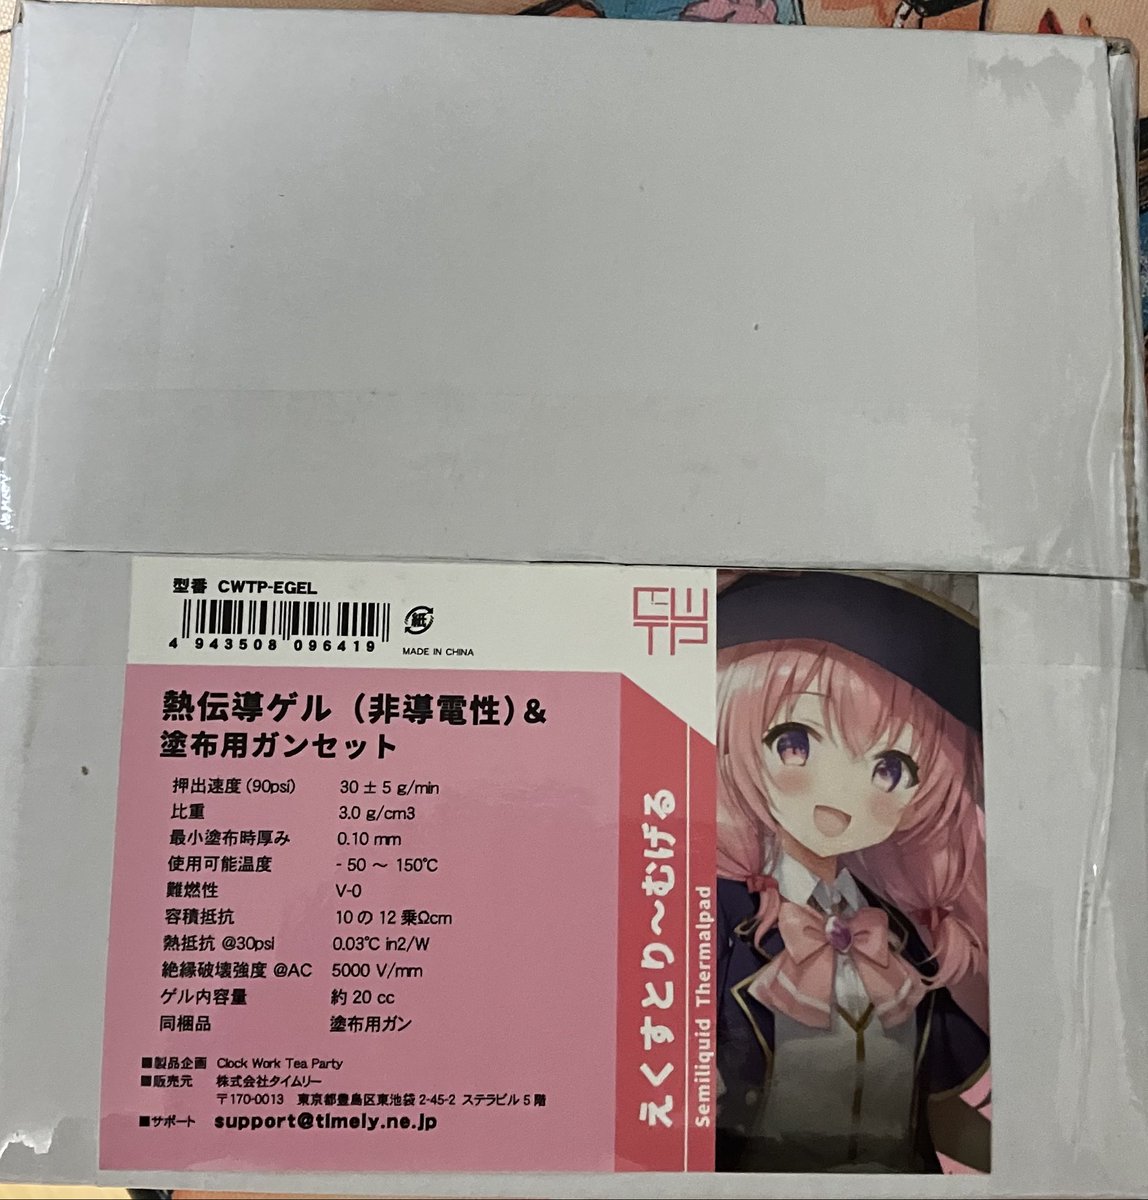 型番 CWTP-EGEL
4 943508 096419
紙
MADE IN CHINA
CWTP
熱伝導ゲル（非導電性）&
塗布用ガンセット
押出速度（90psi） 30 ± 5 g/min
比重 3.0 g/cm3
最小塗布時厚み 0.10 mm
使用可能温度 - 50 ～ 150℃
難燃性 V-0
容積抵抗 10 の 12 乗Ωcm
熱抵抗 @30psi 0.03℃ in2/W
絶縁破壊強度 @AC 5000 V/mm
ゲル内容量 約 20 cc
同梱品 塗布用ガン
■製品企画 Clock Work Tea Party
■販売元 株式会社タイムリー
〒170-0013 東京都豊島区東池袋 2-45-2 ステラビル 5 階
■サポート support@timely.ne.jp
えくすとり～むげる
Semiliquid Thermalpad